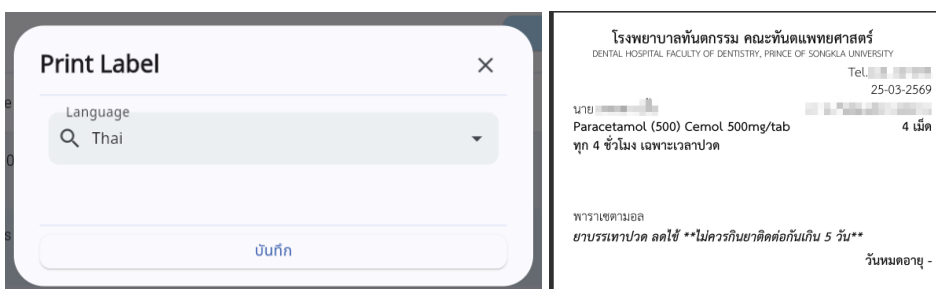 Print Label
Language
Thai
บันทึก
โรงพยาบาลทันตกรรม คณะทันตแพทยศาสตร์
DENTAL HOSPITAL FACULTY OF DENTISTRY, PRINCE OF SONGKLA UNIVERSITY
Tel.
25-03-2569
นาย
Paracetamol (500) Cemol 500mg/tab 4 เม็ด
ทุก 4 ชั่วโมง เฉพาะเวลาปวด
พาราเซตามอล
ยาบรรเทาปวด ลดไข้ **ไม่ควรกินยาติดต่อกันเกิน 5 วัน**
วันหมดอายุ -